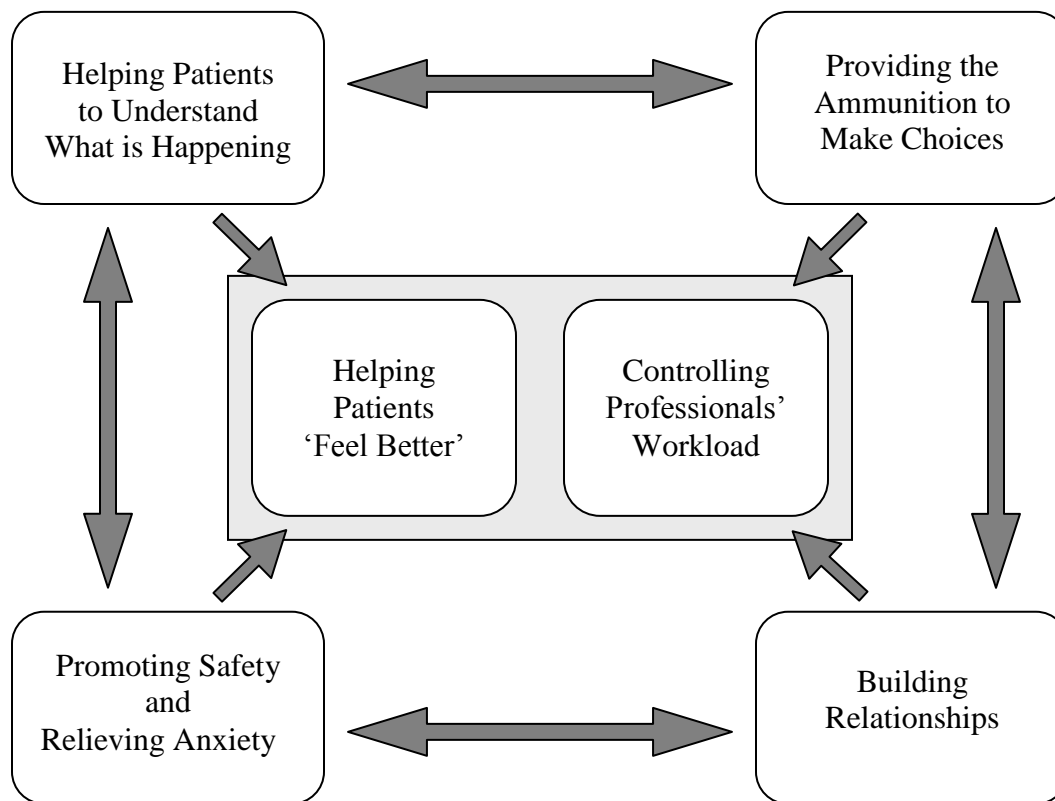 Helping Patients
to Understand
What is Happening
Providing the
Ammunition to
Make Choices
Helping
Patients
‘Feel Better’
Controlling
Professionals’
Workload
Promoting Safety
and
Relieving Anxiety
Building
Relationships